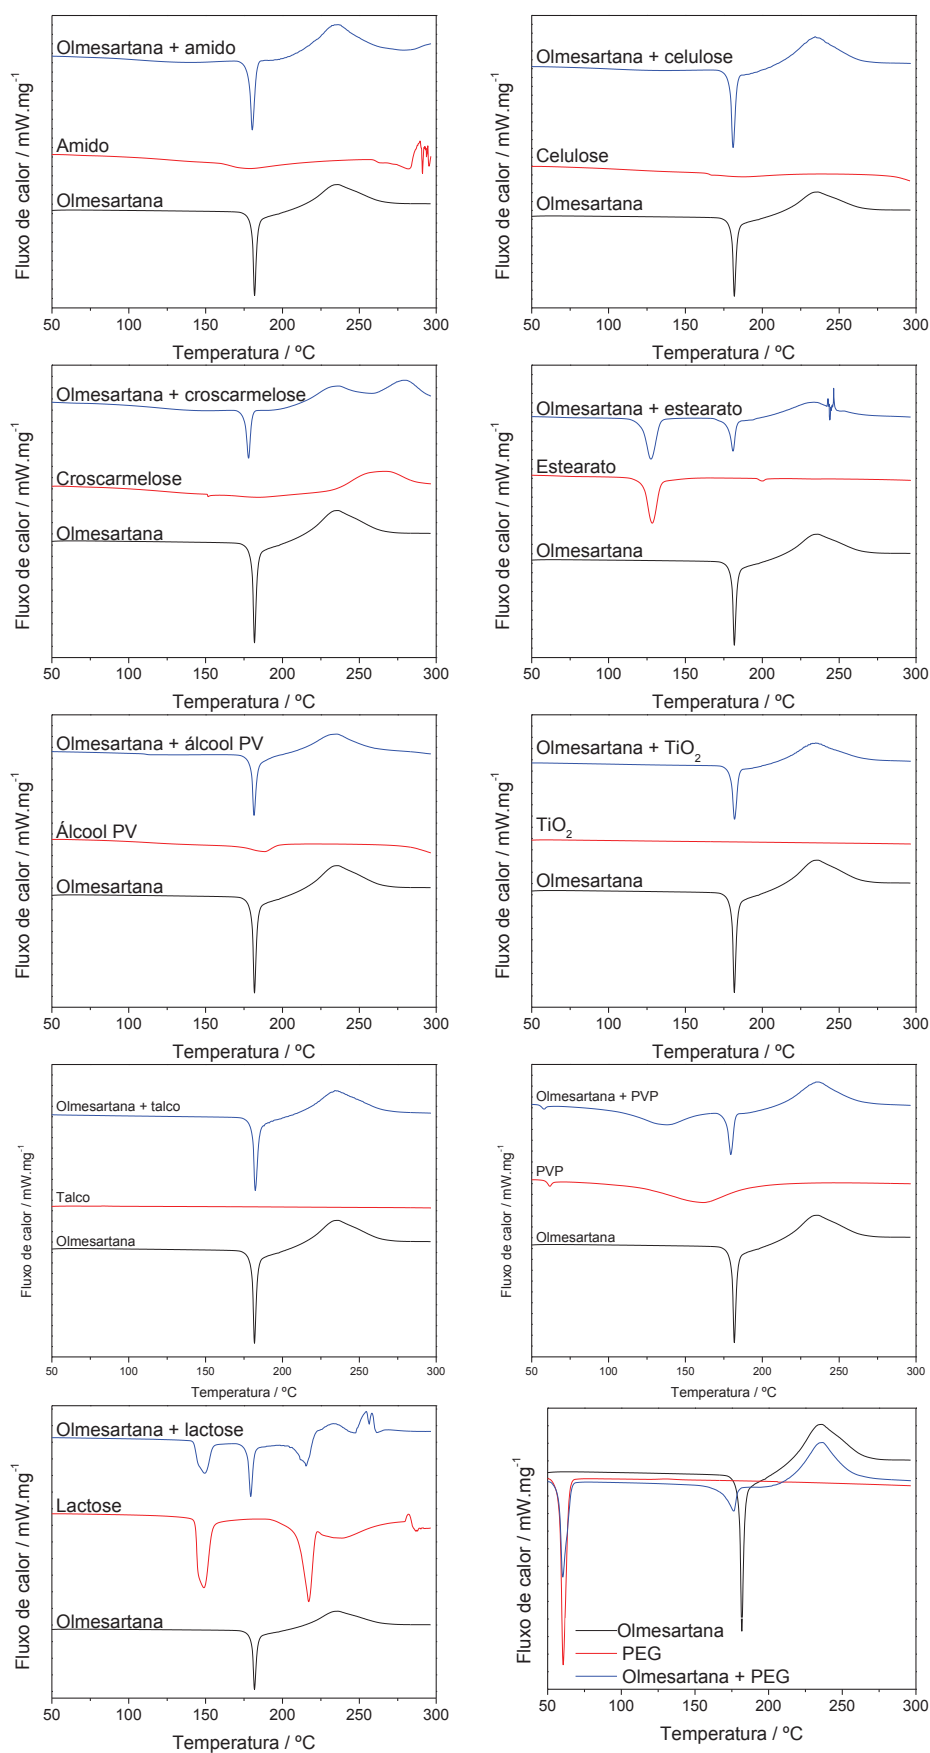 Olmesartana + amido
Amido
Olmesartana
Fluxo de calor / mW.mg-1
50 100 150 200 250 300
Temperatura / ºC
Olmesartana + celulose
Celulose
Olmesartana
Fluxo de calor / mW.mg-1
50 100 150 200 250 300
Temperatura / ºC
Olmesartana + croscarmelose
Croscarmelose
Olmesartana
Fluxo de calor / mW.mg-1
50 100 150 200 250 300
Temperatura / ºC
Olmesartana + estearato
Estearato
Olmesartana
Fluxo de calor / mW.mg-1
50 100 150 200 250 300
Temperatura / ºC
Olmesartana + álcool PV
Álcool PV
Olmesartana
Fluxo de calor / mW.mg-1
50 100 150 200 250 300
Temperatura / ºC
Olmesartana + TiO2
TiO2
Olmesartana
Fluxo de calor / mW.mg-1
50 100 150 200 250 300
Temperatura / ºC
Olmesartana + talco
Talco
Olmesartana
Fluxo de calor / mW.mg-1
50 100 150 200 250 300
Temperatura / ºC
Olmesartana + PVP
PVP
Olmesartana
Fluxo de calor / mW.mg-1
50 100 150 200 250 300
Temperatura / ºC
Olmesartana + lactose
Lactose
Olmesartana
Fluxo de calor / mW.mg-1
50 100 150 200 250 300
Temperatura / ºC
Olmesartana
PEG
Olmesartana + PEG
Fluxo de calor / mW.mg-1
50 100 150 200 250 300
Temperatura / ºC